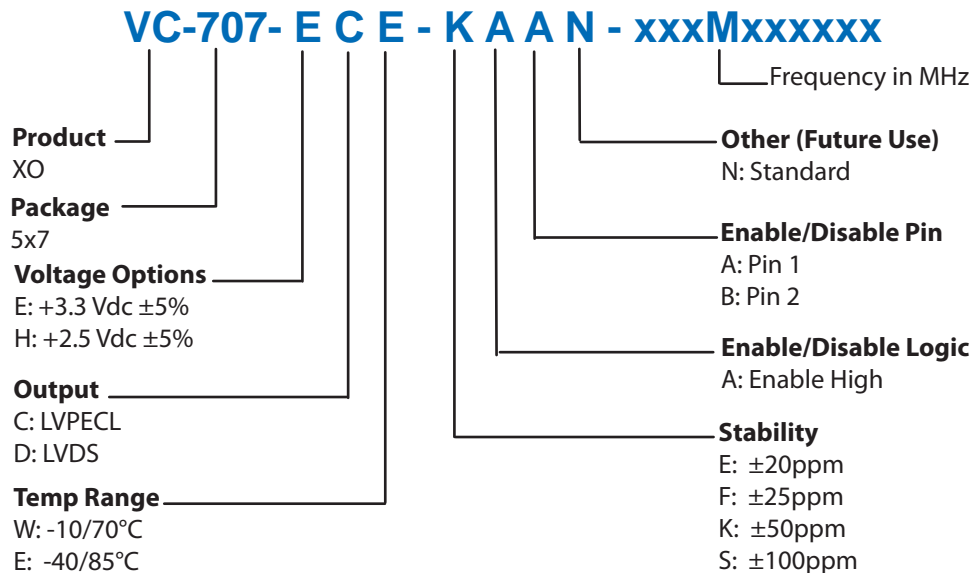 VC-707- E C E - K A A N - xxxMxxxxxx
Frequency in MHz
Product
XO
Package
5x7
Voltage Options
E: +3.3 Vdc ±5%
H: +2.5 Vdc ±5%
Output
C: LVPECL
D: LVDS
Temp Range
W: -10/70°C
E: -40/85°C
Other (Future Use)
N: Standard
Enable/Disable Pin
A: Pin 1
B: Pin 2
Enable/Disable Logic
A: Enable High
Stability
E: ±20ppm
F: ±25ppm
K: ±50ppm
S: ±100ppm